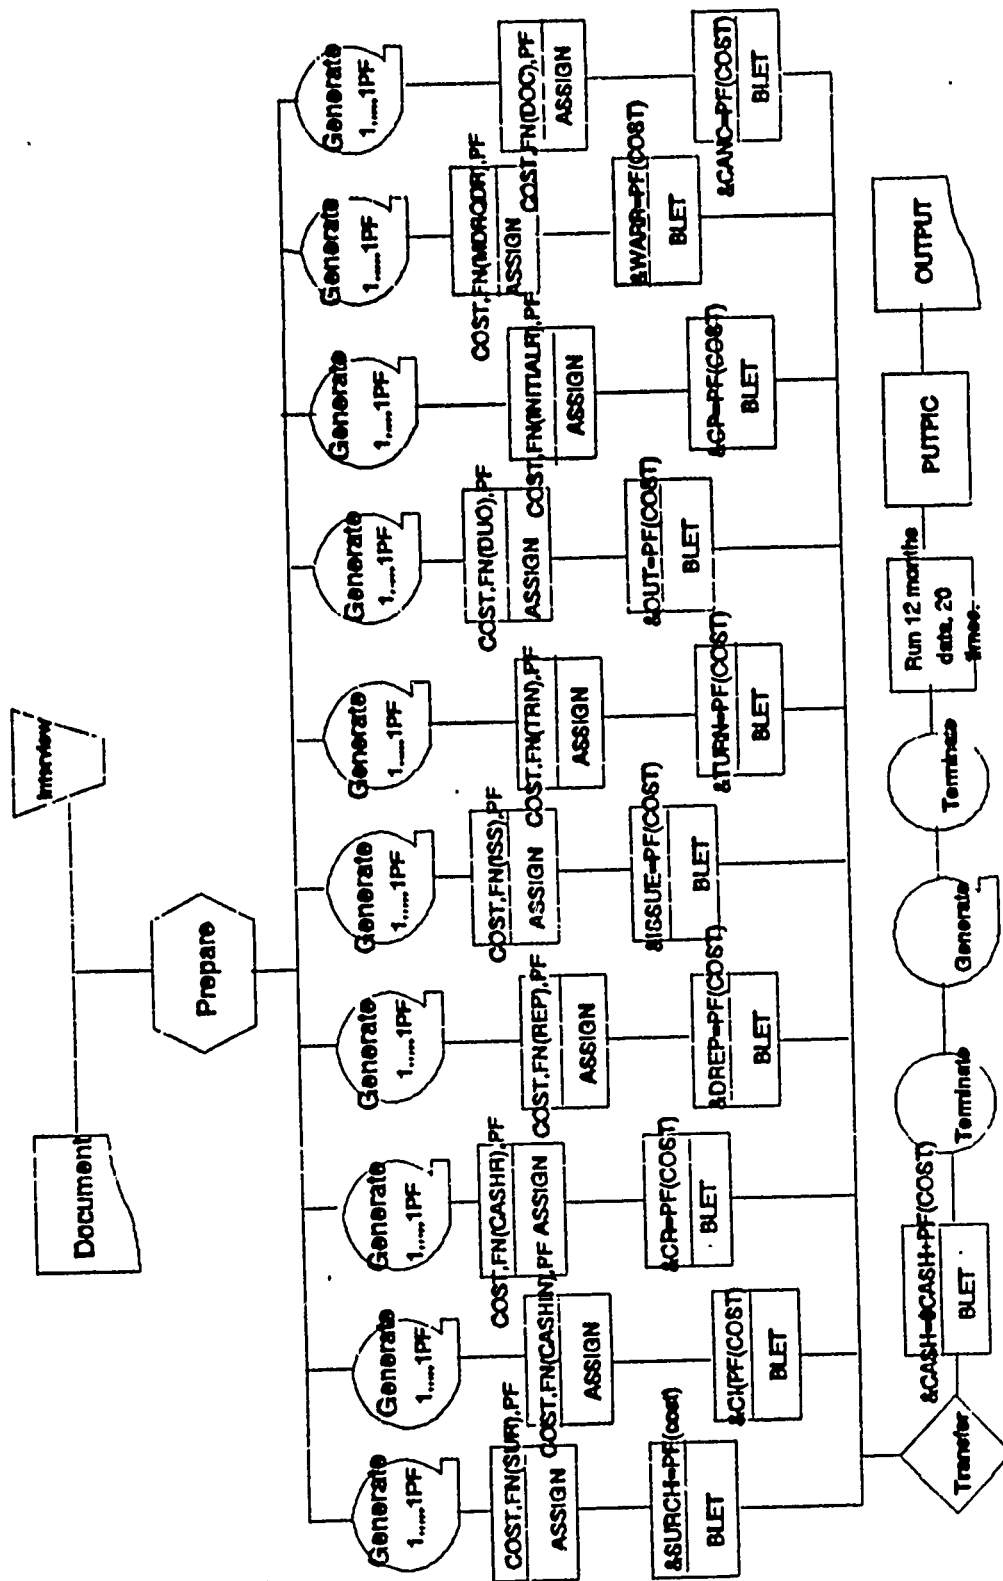 Document
Interview
Prepare
Generate
1.....1PF
COST,FN(SUR),PF
ASSIGN
&SURCH=PF(cost)
BLET
Generate
1.....1PF
COST,FN(CASHIN),PF
ASSIGN
&CI(PF(COST)
BLET
Generate
1.....1PF
COST,FN(CASHR),PF
ASSIGN
&CR=PF(COST)
BLET
Generate
1.....1PF
COST,FN(REP),PF
ASSIGN
&DREP=PF(COST)
BLET
Generate
1.....1PF
COST,FN(ISS),PF
ASSIGN
&ISSUE=PF(COST)
BLET
Generate
1.....1PF
COST,FN(TRN),PF
ASSIGN
&TURN=PF(COST)
BLET
Generate
1.....1PF
COST,FN(DUO),PF
ASSIGN
&OUT=PF(COST)
BLET
Generate
1.....1PF
COST,FN(INITIALR),PF
ASSIGN
&CP=PF(COST)
BLET
Generate
1.....1PF
COST,FN(MDRQDR),PF
ASSIGN
&WARR=PF(COST)
BLET
Generate
1.....1PF
COST,FN(DOC),PF
ASSIGN
&CANC=PF(COST)
BLET
Transfer
&CASH=&CASH+PF(COST)
BLET
Terminate
Generate
Terminate
Run 12 months
data, 20
times.
PUTPIC
OUTPUT